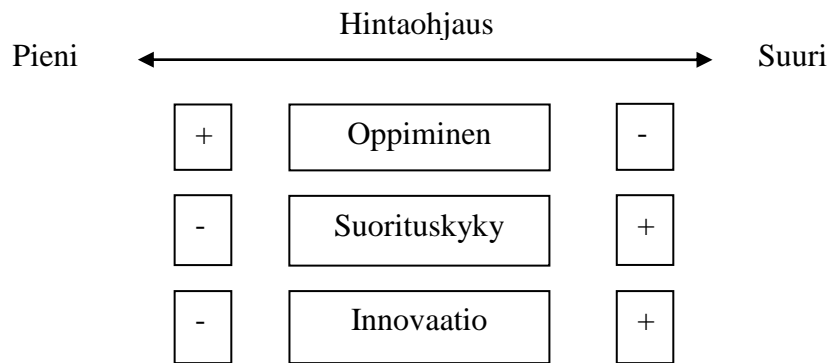 Hintaohjaus
Pieni Suuri
+ Oppiminen -
- Suorituskyky +
- Innovaatio +